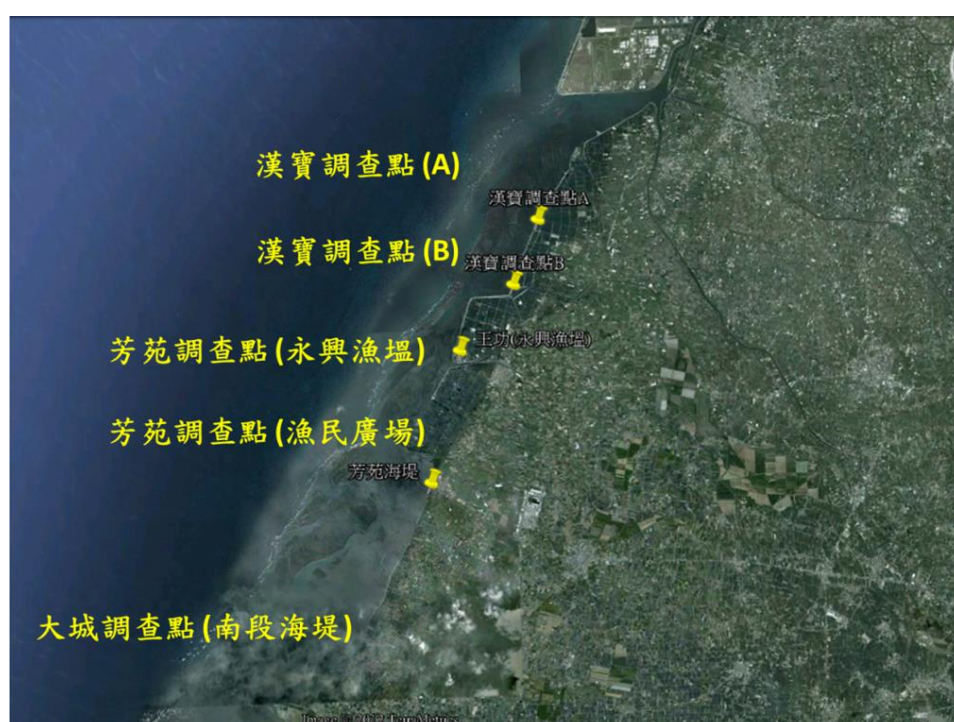 漢寶調查點(A)
漢寶調查點A
漢寶調查點(B)
漢寶調查點B
王功(永興漁塭)
芳苑調查點(永興漁塭)
芳苑調查點(漁民廣場)
芳苑海堤
大城調查點(南段海堤)